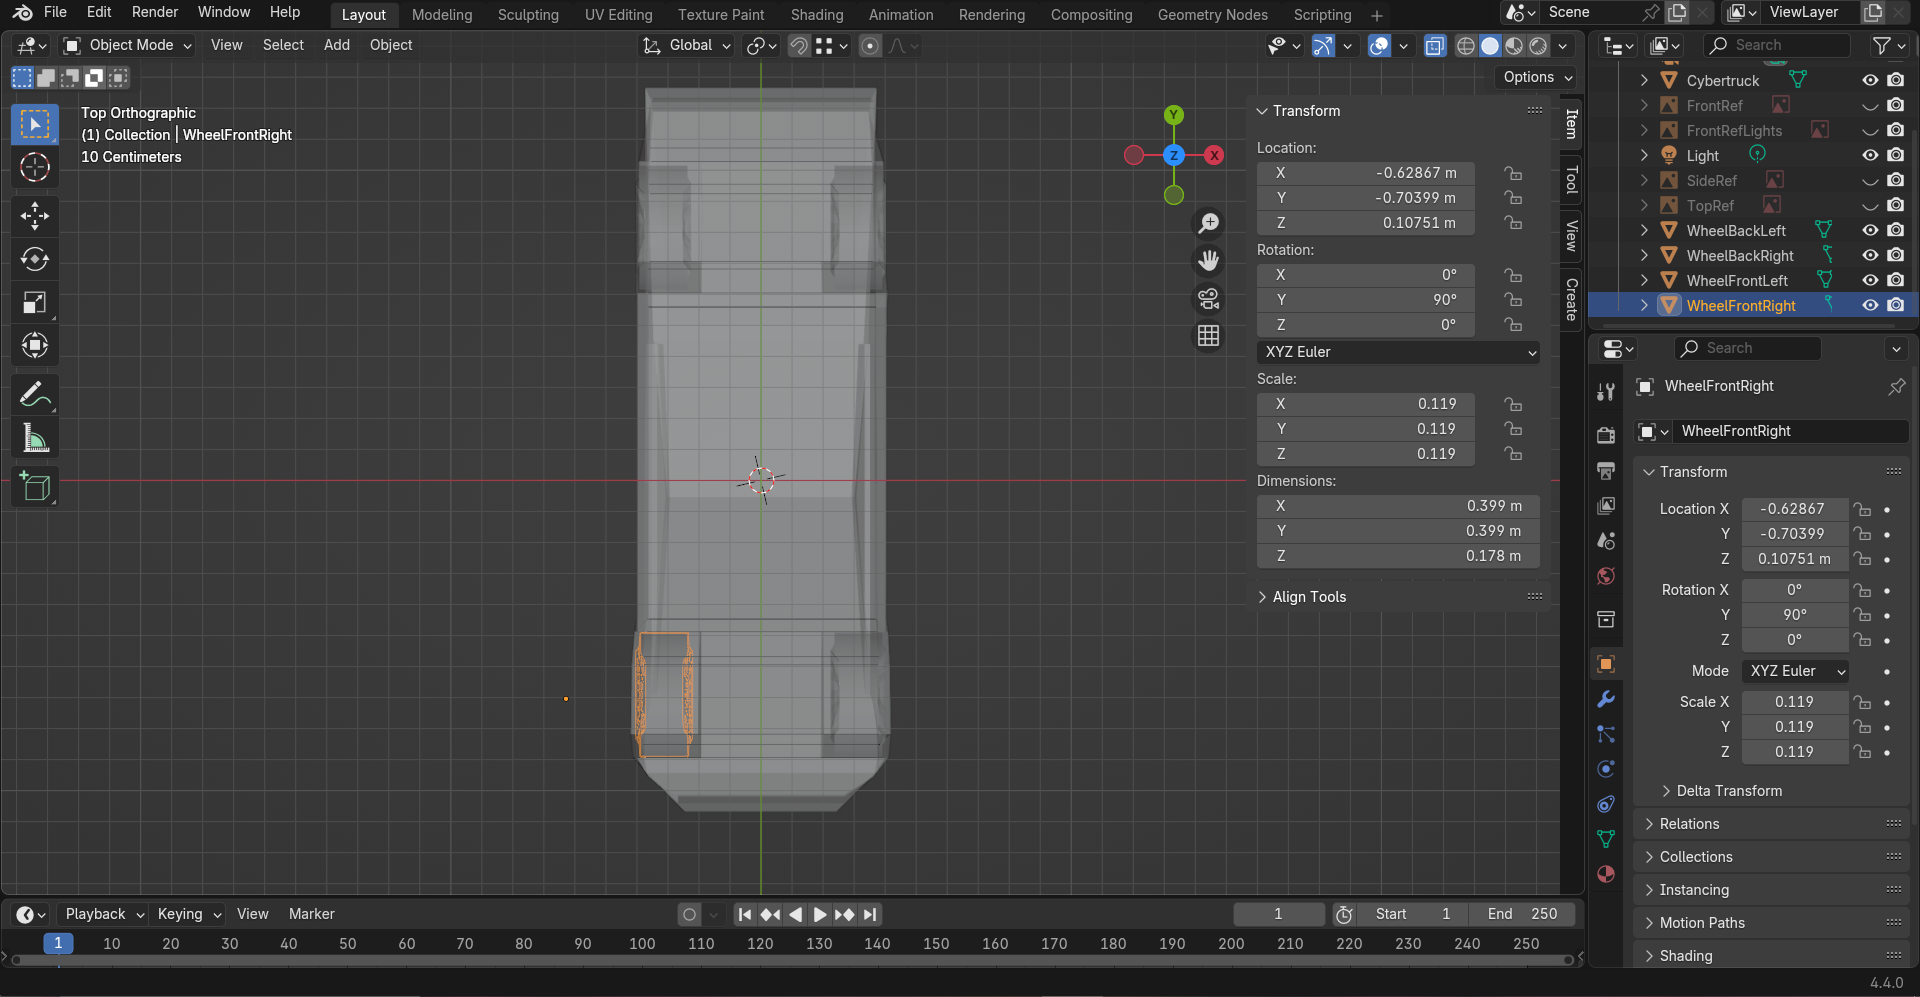 File Edit Render Window Help Layout Modeling Sculpting UV Editing Texture Paint Shading Animation Rendering Compositing Geometry Nodes Scripting Scene ViewLayer
Object Mode View Select Add Object Global Search
Options
Top Orthographic
(1) Collection | WheelFrontRight
10 Centimeters
Y
Z
X
Transform
Location:
X -0.62867 m
Y -0.70399 m
Z 0.10751 m
Rotation:
X 0°
Y 90°
Z 0°
XYZ Euler
Scale:
X 0.119
Y 0.119
Z 0.119
Dimensions:
X 0.399 m
Y 0.399 m
Z 0.178 m
Align Tools
Item
Tool
View
Create
Cybertruck
FrontRef
FrontRefLights
Light
SideRef
TopRef
WheelBackLeft
WheelBackRight
WheelFrontLeft
WheelFrontRight
Search
WheelFrontRight
WheelFrontRight
Transform
Location X -0.62867
Y -0.70399
Z 0.10751 m
Rotation X 0°
Y 90°
Z 0°
Mode XYZ Euler
Scale X 0.119
Y 0.119
Z 0.119
Delta Transform
Relations
Collections
Instancing
Motion Paths
Shading
Playback Keying View Marker 1 Start 1 End 250
1 10 20 30 40 50 60 70 80 90 100 110 120 130 140 150 160 170 180 190 200 210 220 230 240 250
4.4.0